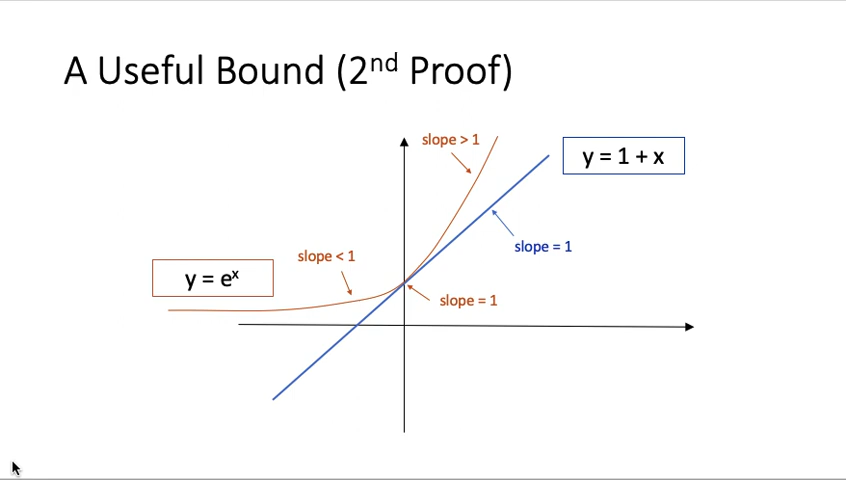 A Useful Bound (2nd Proof)
slope > 1
y = 1 + x
slope = 1
slope < 1
y = eˣ
slope = 1